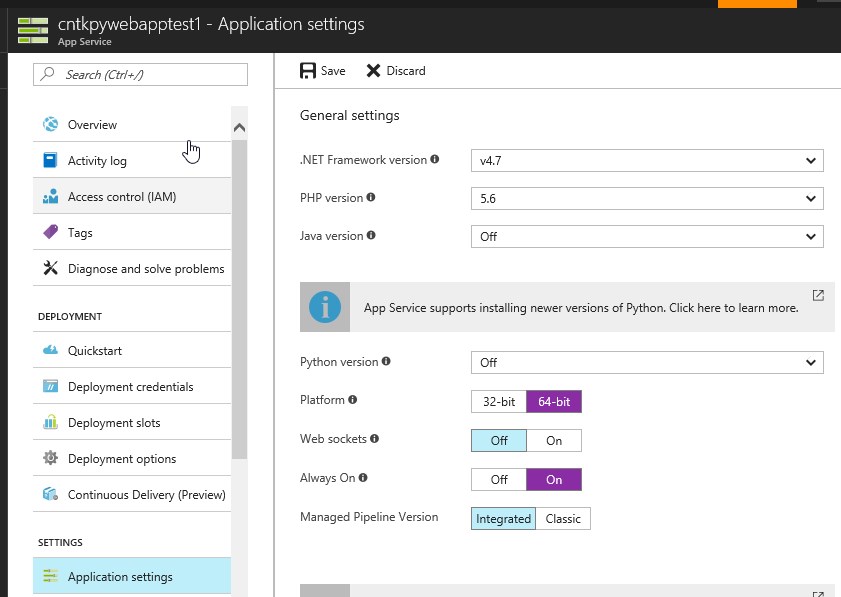 cntkpywebapptest1 - Application settings
App Service
Search (Ctrl+/)
Overview
Activity log
Access control (IAM)
Tags
Diagnose and solve problems
DEPLOYMENT
Quickstart
Deployment credentials
Deployment slots
Deployment options
Continuous Delivery (Preview)
SETTINGS
Application settings
Save Discard
General settings
.NET Framework version v4.7
PHP version 5.6
Java version Off
App Service supports installing newer versions of Python. Click here to learn more.
Python version Off
Platform 32-bit 64-bit
Web sockets Off On
Always On Off On
Managed Pipeline Version Integrated Classic